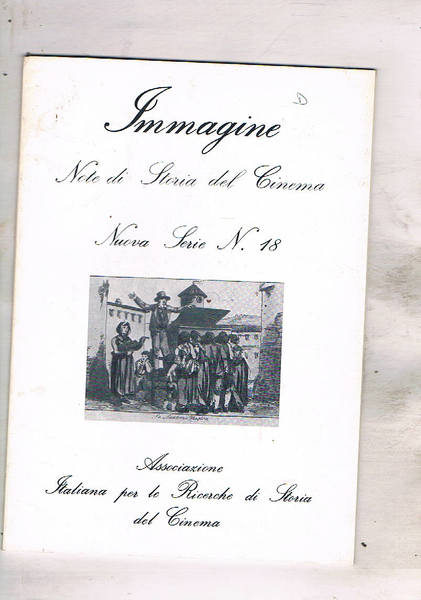 Immagine
D
Note di Storia del Cinema
Nuova Serie N. 18
Associazione
Italiana per le Ricerche di Storia
del Cinema